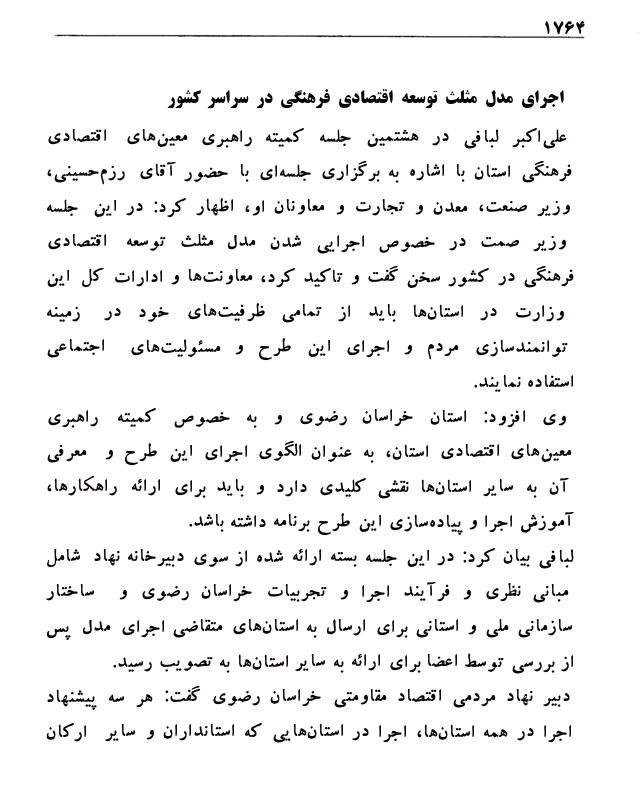 ۱۷۶۴
اجرای مدل مثلث توسعه اقتصادی فرهنگی در سراسر کشور
علی‌اکبر لبافی در هشتمین جلسه کمیته راهبری معین‌های اقتصادی
فرهنگی استان با اشاره به برگزاری جلسه‌ای با حضور آقای رزم‌حسینی،
وزیر صنعت، معدن و تجارت و معاونان او، اظهار کرد: در این جلسه
وزیر صمت در خصوص اجرایی شدن مدل مثلث توسعه اقتصادی
فرهنگی در کشور سخن گفت و تاکید کرد، معاونت‌ها و ادارات کل این
وزارت در استان‌ها باید از تمامی ظرفیت‌های خود در زمینه
توانمندسازی مردم و اجرای این طرح و مسئولیت‌های اجتماعی
استفاده نمایند.
وی افزود: استان خراسان رضوی و به خصوص کمیته راهبری
معین‌های اقتصادی استان، به عنوان الگوی اجرای این طرح و معرفی
آن به سایر استان‌ها نقشی کلیدی دارد و باید برای ارائه راهکارها،
آموزش اجرا و پیاده‌سازی این طرح برنامه داشته باشد.
لبافی بیان کرد: در این جلسه بسته ارائه شده از سوی دبیرخانه نهاد شامل
مبانی نظری و فرآیند اجرا و تجربیات خراسان رضوی و ساختار
سازمانی ملی و استانی برای ارسال به استان‌های متقاضی اجرای مدل پس
از بررسی توسط اعضا برای ارائه به سایر استان‌ها به تصویب رسید.
دبیر نهاد مردمی اقتصاد مقاومتی خراسان رضوی گفت: هر سه پیشنهاد
اجرا در همه استان‌ها، اجرا در استان‌هایی که استانداران و سایر ارکان